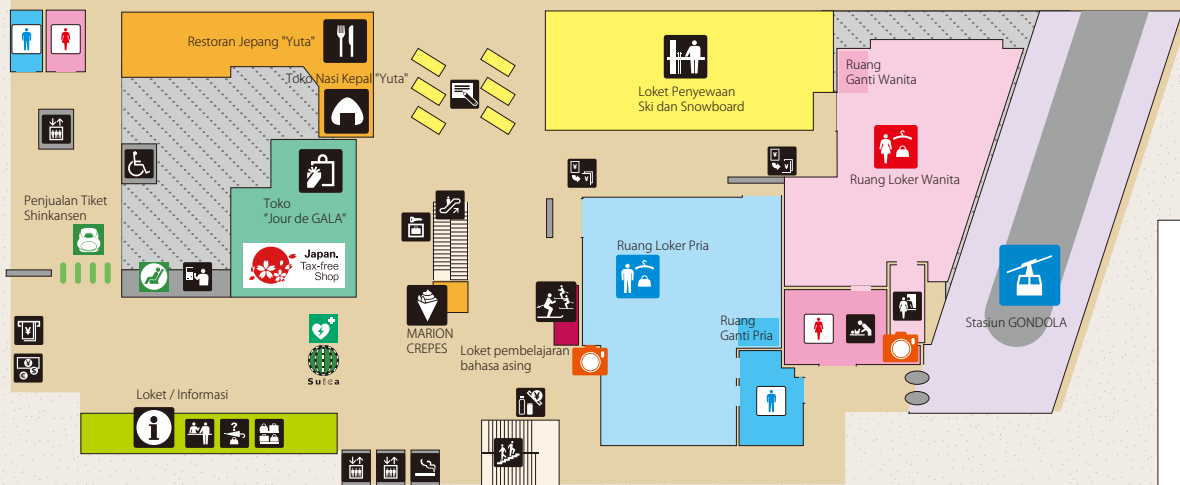 Restoran Jepang "Yuta"
Toko Nasi Kepal "Yuta"
Loket Penyewaan
Ski dan Snowboard
Ruang
Ganti Wanita
Ruang Loker Wanita
Penjualan Tiket
Shinkansen
Toko
"Jour de GALA"
Japan.
Tax-free
Shop
Ruang Loker Pria
Stasiun GONDOLA
MARION
CREPES
Ruang
Ganti Pria
Loket pembelajaran
bahasa asing
Suica
Loket / Informasi